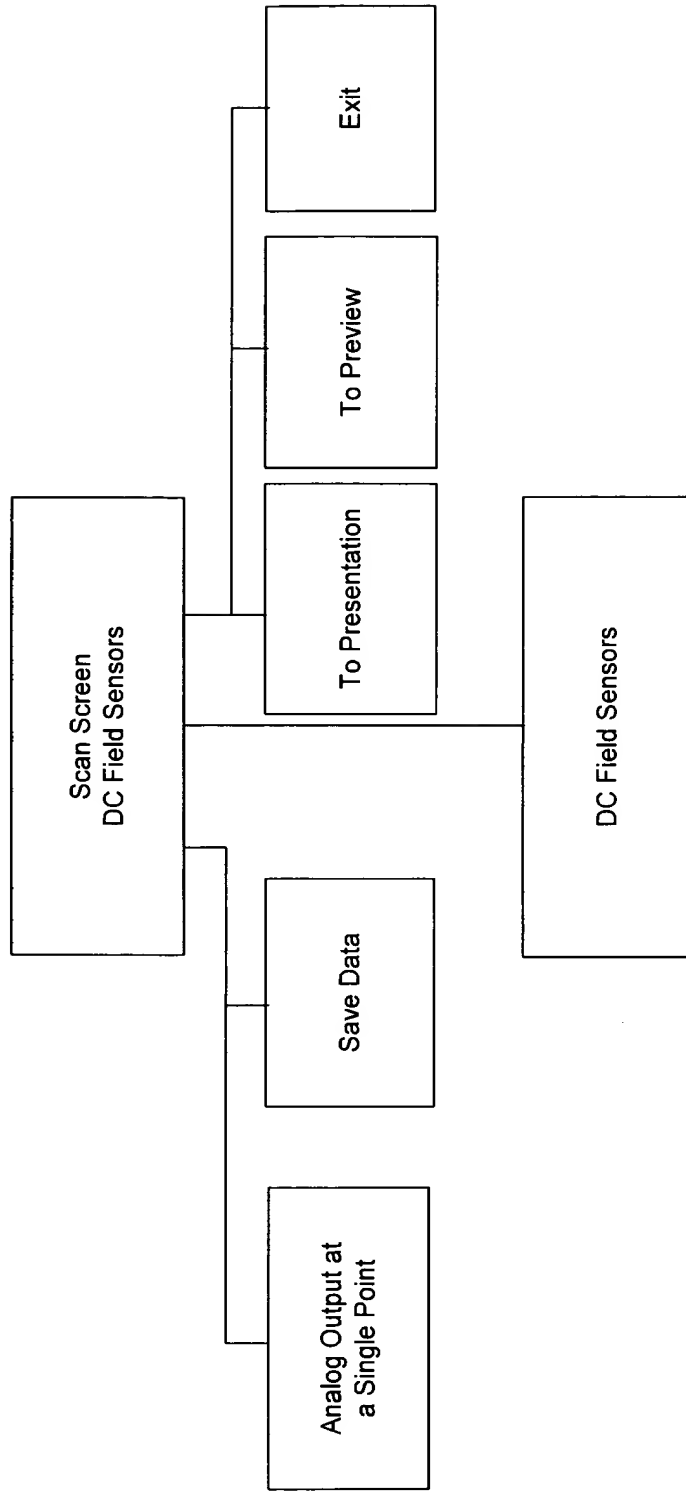 Scan Screen
DC Field Sensors
Analog Output at
a Single Point
Save Data
To Presentation
To Preview
Exit
DC Field Sensors